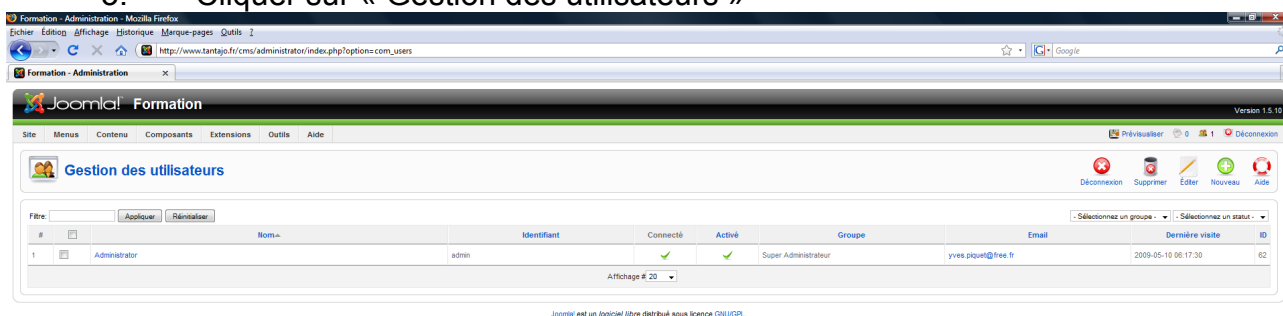 Cliquer sur « Gestion des utilisateurs »
Formation - Administration - Mozilla Firefox
Fichier Édition Affichage Historique Marque-pages Outils ?
http://www.tantajo.fr/cms/administrator/index.php?option=com_users
Google
Formation - Administration
Joomla! Formation
Version 1.5.10
Site Menus Contenu Composants Extensions Outils Aide Prévisualiser 0 1 Déconnexion
Gestion des utilisateurs
Déconnexion Supprimer Éditer Nouveau Aide
Filtre: Appliquer Réinitialiser - Sélectionnez un groupe - - Sélectionnez un statut -
# Nom Identifiant Connecté Activé Groupe Email Dernière visite ID
1 Administrator admin Super Administrateur yves.piquet@free.fr 2009-05-10 06:17:30 62
Affichage # 20
Joomla! est un logiciel libre distribué sous licence GNU/GPL.